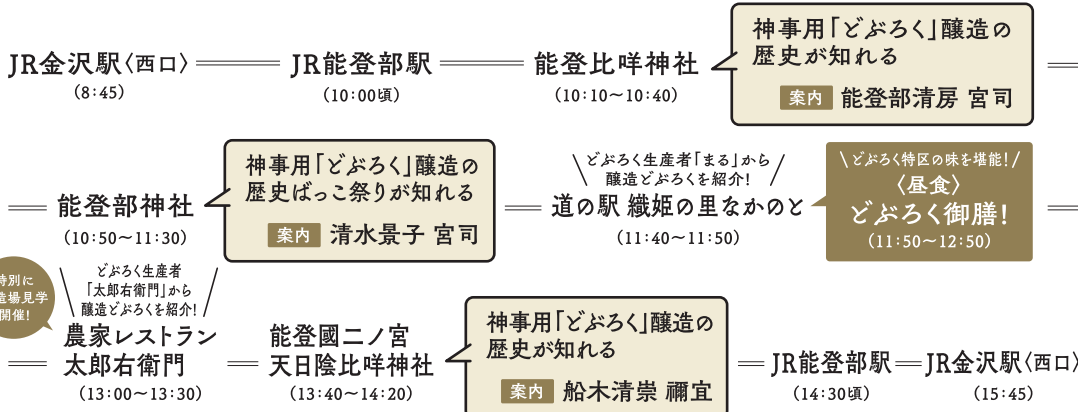 JR金沢駅〈西口〉
(8:45)
JR能登部駅
(10:00頃)
能登比咩神社
(10:10〜10:40)
神事用「どぶろく」醸造の
歴史が知れる
案内 能登部清房 宮司
能登部神社
(10:50〜11:30)
神事用「どぶろく」醸造の
歴史ばっこ祭りが知れる
案内 清水景子 宮司
どぶろく生産者「まる」から
醸造どぶろくを紹介!
道の駅 織姫の里なかのと
(11:40〜11:50)
どぶろく特区の味を堪能!
〈昼食〉
どぶろく御膳!
(11:50〜12:50)
特別に
造場見学
開催!
どぶろく生産者
「太郎右衛門」から
醸造どぶろくを紹介!
農家レストラン
太郎右衛門
(13:00〜13:30)
能登國二ノ宮
天日陰比咩神社
(13:40〜14:20)
神事用「どぶろく」醸造の
歴史が知れる
案内 船木清崇 禰宜
JR能登部駅
(14:30頃)
JR金沢駅〈西口〉
(15:45)